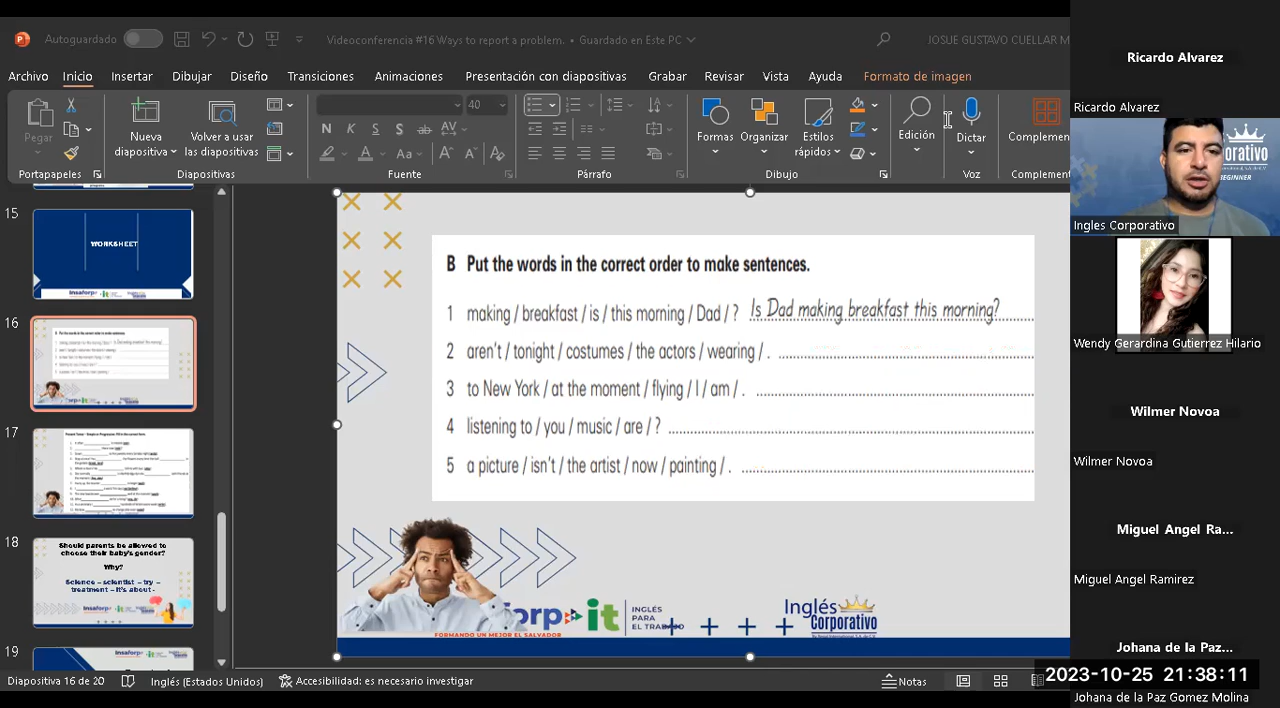 Autoguardado
Videoconferencia #16 Ways to report a problem. • Guardado en Este PC
JOSUE GUSTAVO CUELLAR M
Archivo Inicio Insertar Dibujar Diseño Transiciones Animaciones Presentación con diapositivas Grabar Revisar Vista Ayuda Formato de imagen
Pegar
Nueva diapositiva
Volver a usar las diapositivas
40
N K S S ab AV
A Aa A A A
Formas Organizar Estilos rápidos
Edición
Dictar
Complemen
Portapapeles Diapositivas Fuente Párrafo Dibujo Voz Complement
15
WORKSHEET
16
17
18
Should parents be allowed to
choose their baby's gender?
Why?
Science – scientist – try –
treatment – it's about -
19
B Put the words in the correct order to make sentences.
1 making / breakfast / is / this morning / Dad / ? Is Dad making breakfast this morning?
2 aren't / tonight / costumes / the actors / wearing / .
3 to New York / at the moment / flying / I / am / .
4 listening to / you / music / are / ?
5 a picture / isn't / the artist / now / painting / .
orp it
INGLÉS
PARA
EL TRABAJO
FORMANDO UN MEJOR EL SALVADOR
Inglés
Corporativo
Diapositiva 16 de 20
Inglés (Estados Unidos)
Accesibilidad: es necesario investigar
Notas
Ricardo Alvarez
Ricardo Alvarez
orativo
BEGINNER
Ingles Corporativo
Wendy Gerardina Gutierrez Hilario
Wilmer Novoa
Wilmer Novoa
Miguel Angel Ra...
Miguel Angel Ramirez
Johana de la Paz...
2023-10-25 21:38:11
Johana de la Paz Gomez Molina